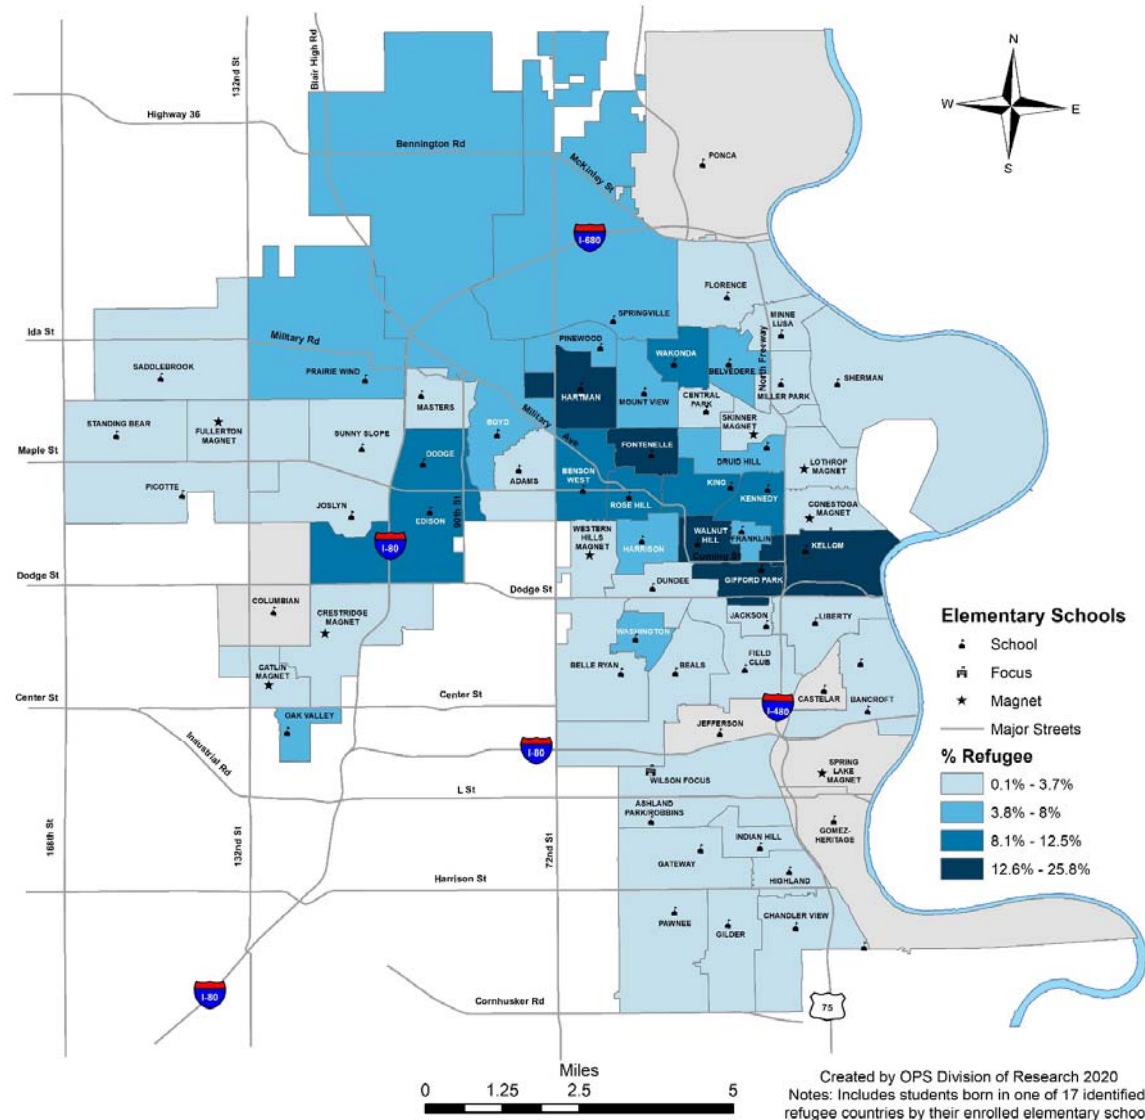 N
W
E
S
132nd St
Blair High Rd
Highway 36
Bennington Rd
McKinley St
PONCA
I-680
FLORENCE
MINNE
LUSA
SPRINGVILLE
Ida St
Military Rd
PINEWOOD
WAKONDA
North Freeway
SADDLEBROOK
PRAIRIE WIND
BELVEDERE
SHERMAN
MASTERS
HARTMAN
MOUNT VIEW
CENTRAL
PARK
MILLER PARK
STANDING BEAR
FULLERTON
MAGNET
SUNNY SLOPE
BOYD
Military Ave
SKINNER
MAGNET
Maple St
DODGE
ADAMS
FONTENELLE
DRUID HILL
LOTHROP
MAGNET
PICOTTE
BENSON
WEST
KING
KENNEDY
JOSLYN
EDISON
90th St
ROSE HILL
CONESTOGA
MAGNET
WESTERN
HILLS
MAGNET
HARRISON
WALNUT
HILL
FRANKLIN
KELLOM
I-80
Cuming St
Dodge St
Dodge St
DUNDEE
GIFFORD PARK
COLUMBIAN
CRESTRIDGE
MAGNET
JACKSON
LIBERTY
WASHINGTON
BELLE RYAN
BEALS
FIELD
CLUB
CATLIN
MAGNET
CASTELAR
BANCROFT
Center St
Center St
OAK VALLEY
I-480
JEFFERSON
Industrial Rd
I-80
WILSON FOCUS
SPRING
LAKE
MAGNET
L St
ASHLAND
PARK/ROBBINS
GOMEZ-
HERITAGE
168th St
132nd St
72nd St
INDIAN HILL
GATEWAY
HIGHLAND
Harrison St
PAWNEE
GILDER
CHANDLER VIEW
I-80
Cornhusker Rd
75
Elementary Schools
School
Focus
Magnet
Major Streets
% Refugee
0.1% - 3.7%
3.8% - 8%
8.1% - 12.5%
12.6% - 25.8%
Miles
0 1.25 2.5 5
Created by OPS Division of Research 2020
Notes: Includes students born in one of 17 identified
refugee countries by their enrolled elementary schoo